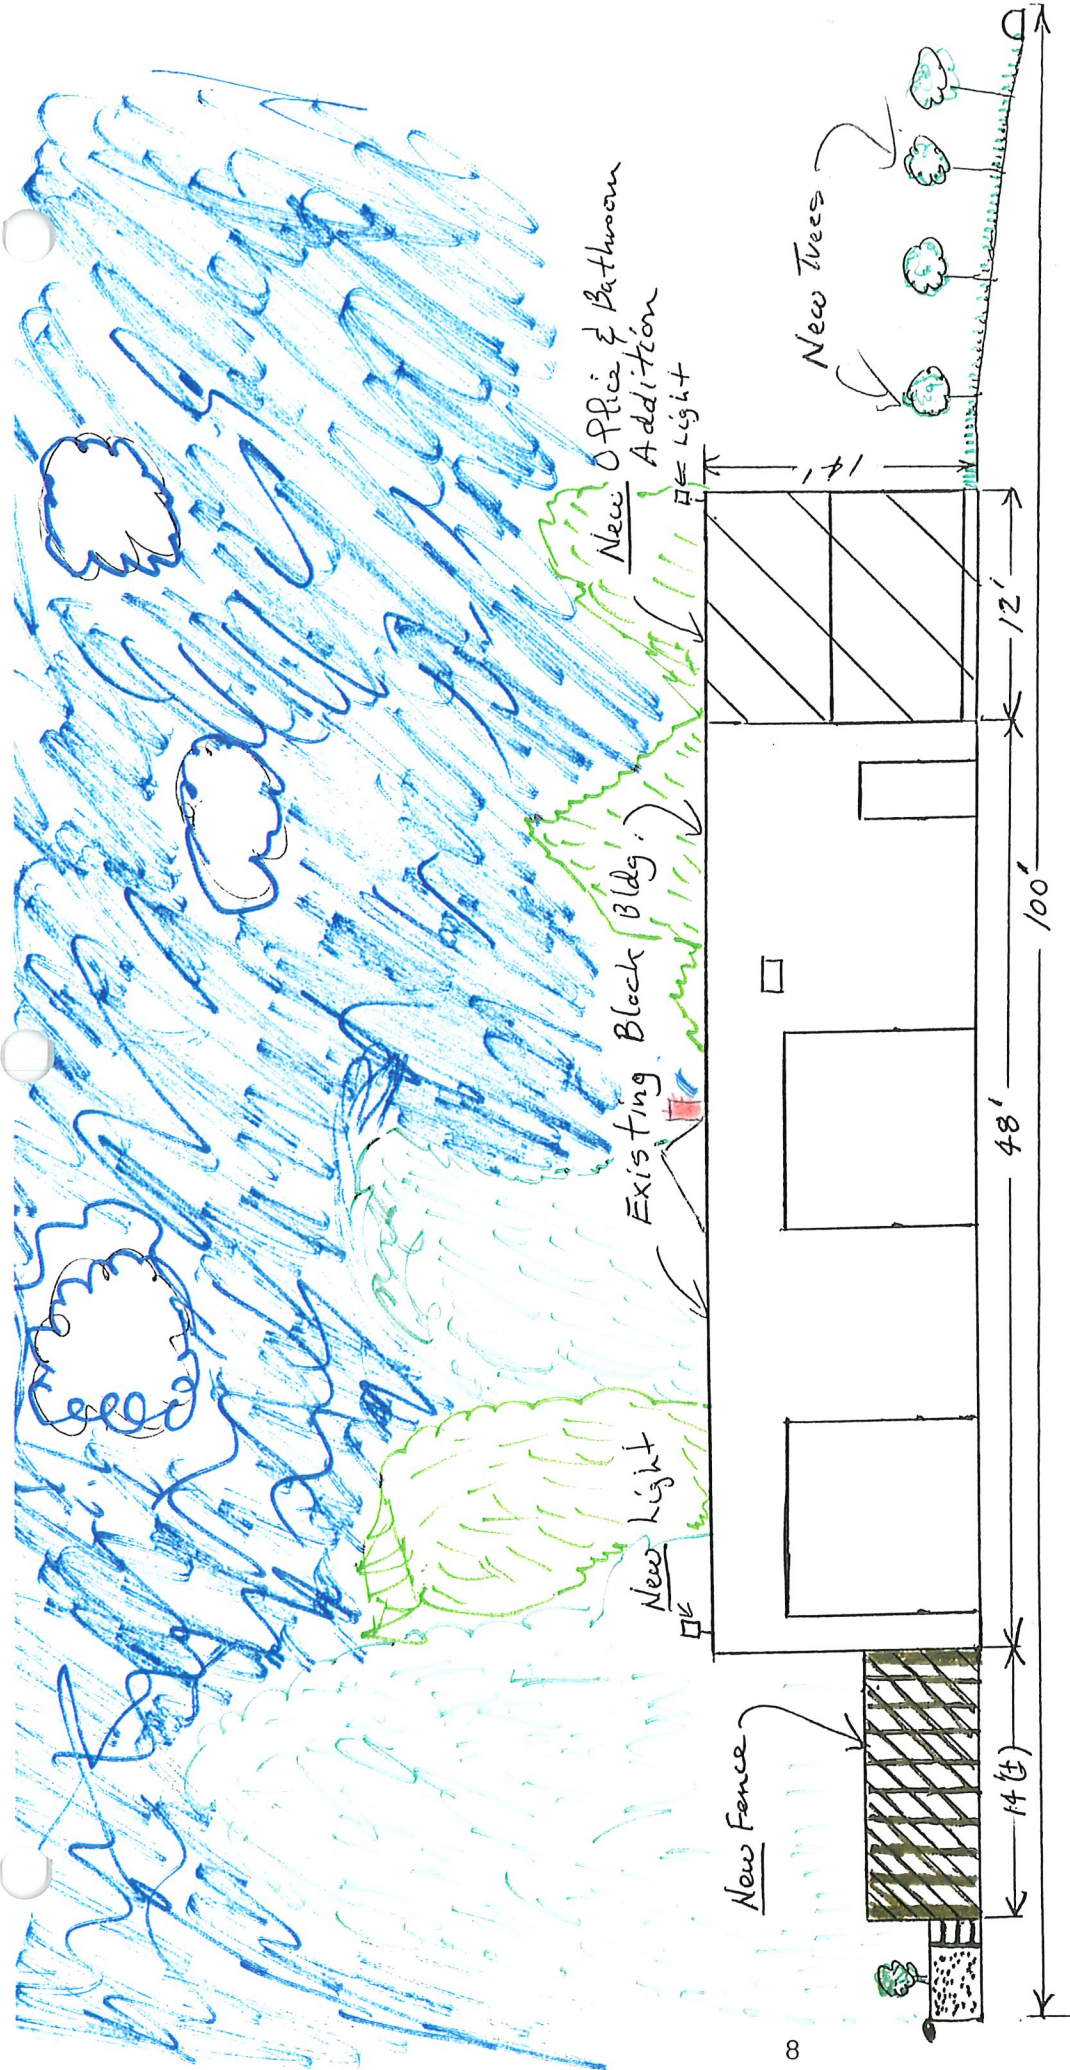 New Fence
New Light
Existing Block Bldg.
New Office & Bathroom
Addition
Light
New Trees
14'
14'(±)
48'
12'
100'
8